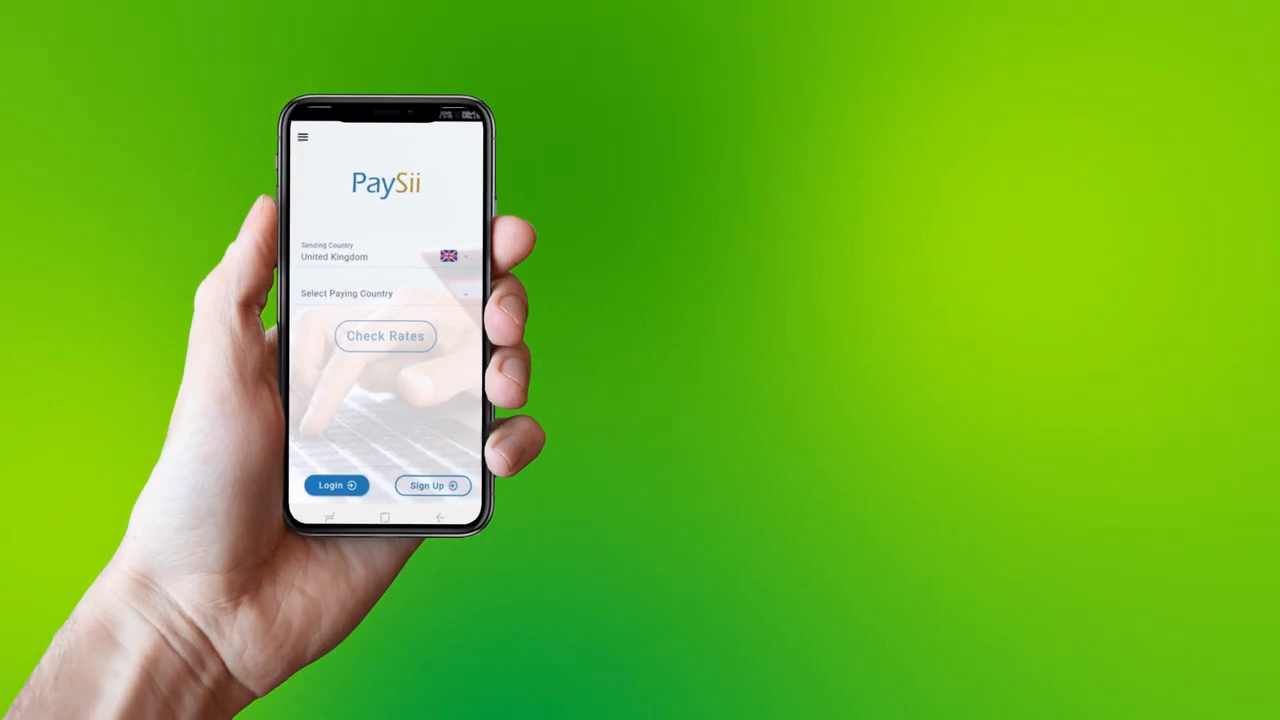 PaySii
Sending Country
United Kingdom
Select Paying Country
Check Rates
Login
Sign Up